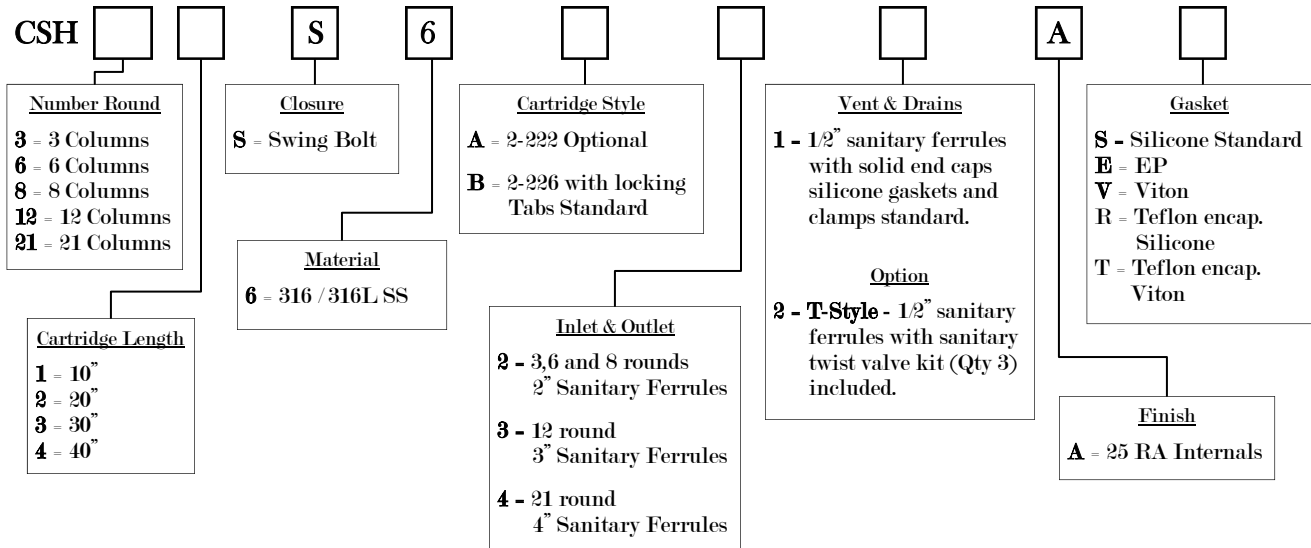 CSH S 6 A
Number Round
3 = 3 Columns
6 = 6 Columns
8 = 8 Columns
12 = 12 Columns
21 = 21 Columns
Cartridge Length
1 = 10”
2 = 20”
3 = 30”
4 = 40”
Closure
S = Swing Bolt
Material
6 = 316 / 316L SS
Cartridge Style
A = 2-222 Optional
B = 2-226 with locking
Tabs Standard
Inlet & Outlet
2 - 3,6 and 8 rounds
2” Sanitary Ferrules
3 - 12 round
3” Sanitary Ferrules
4 - 21 round
4” Sanitary Ferrules
Vent & Drains
1 - 1/2” sanitary ferrules
with solid end caps
silicone gaskets and
clamps standard.
Option
2 - T-Style - 1/2” sanitary
ferrules with sanitary
twist valve kit (Qty 3)
included.
Gasket
S - Silicone Standard
E = EP
V = Viton
R = Teflon encap.
Silicone
T = Teflon encap.
Viton
Finish
A = 25 RA Internals